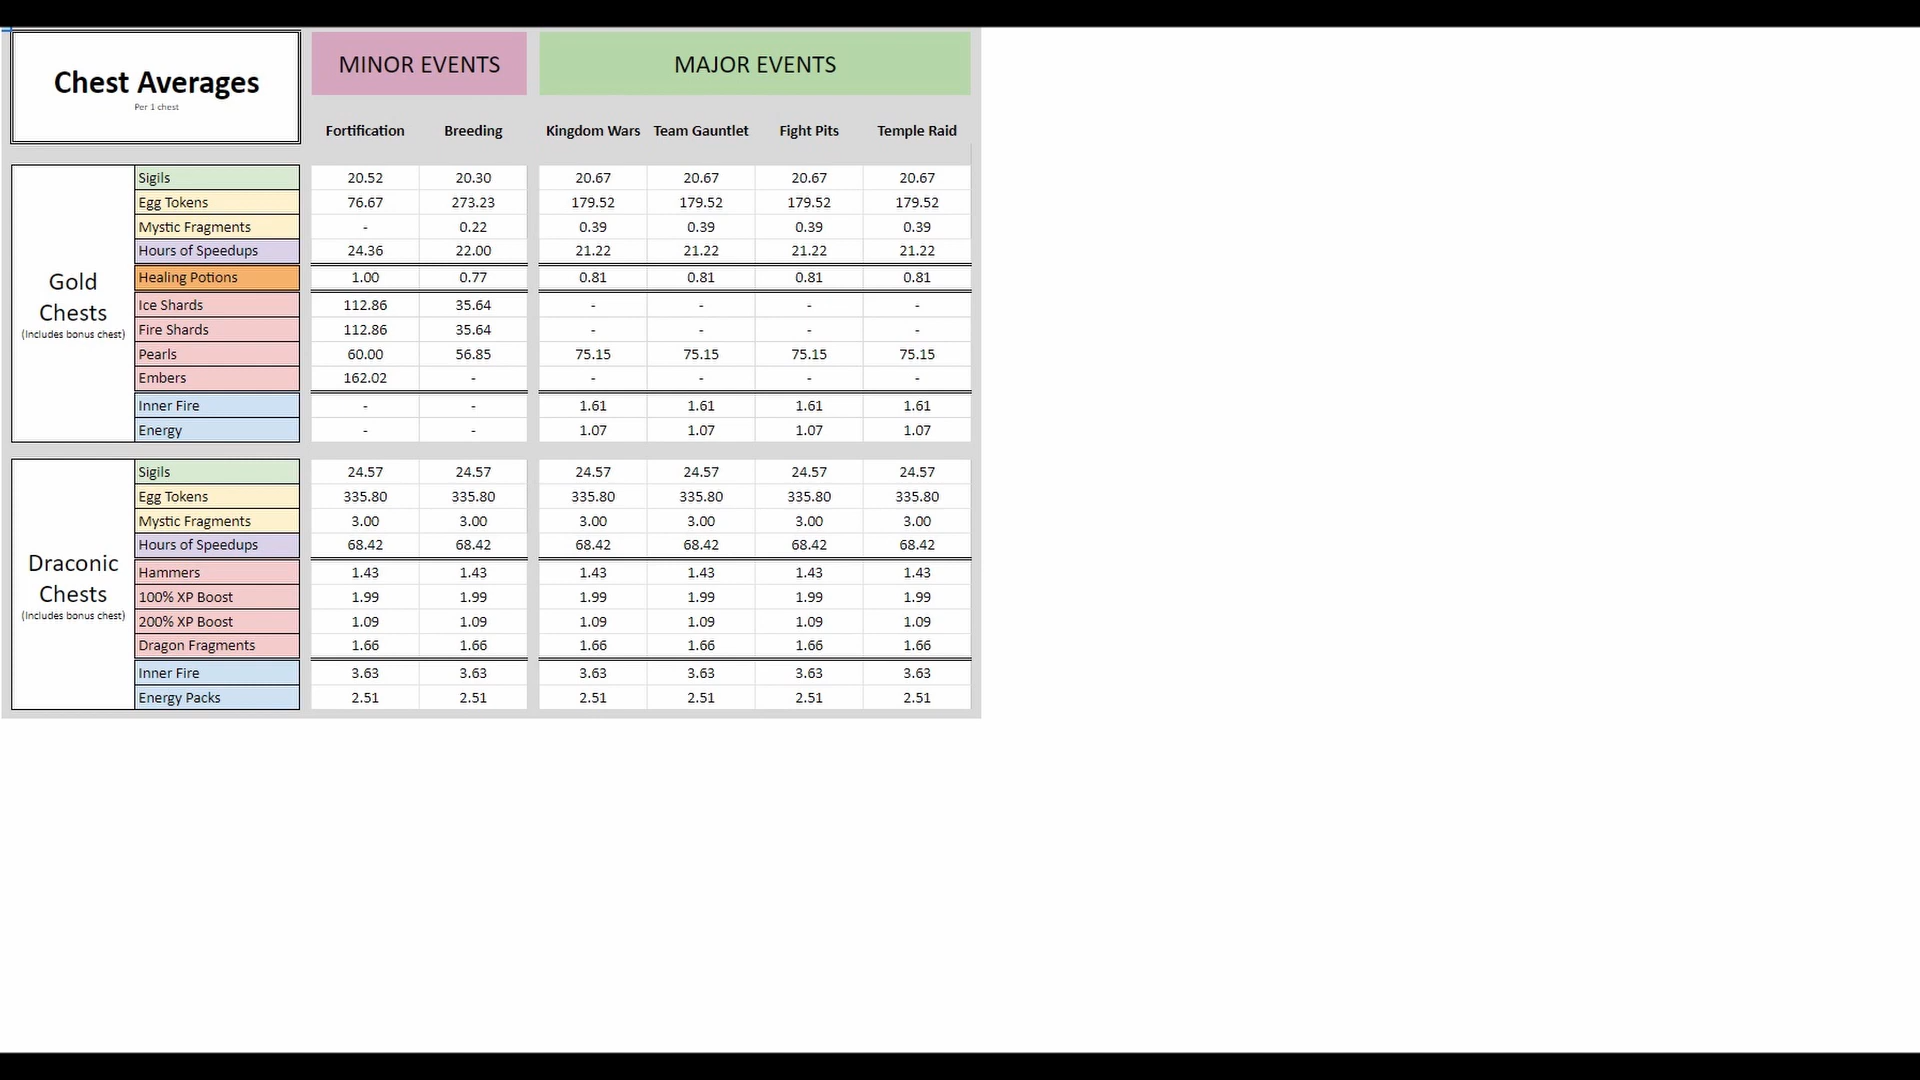 Chest Averages
Per 1 chest
MINOR EVENTS MAJOR EVENTS
Fortification Breeding Kingdom Wars Team Gauntlet Fight Pits Temple Raid
Gold Chests
(Includes bonus chest)
Sigils 20.52 20.30 20.67 20.67 20.67 20.67
Egg Tokens 76.67 273.23 179.52 179.52 179.52 179.52
Mystic Fragments - 0.22 0.39 0.39 0.39 0.39
Hours of Speedups 24.36 22.00 21.22 21.22 21.22 21.22
Healing Potions 1.00 0.77 0.81 0.81 0.81 0.81
Ice Shards 112.86 35.64 - - - -
Fire Shards 112.86 35.64 - - - -
Pearls 60.00 56.85 75.15 75.15 75.15 75.15
Embers 162.02 - - - - -
Inner Fire - - 1.61 1.61 1.61 1.61
Energy - - 1.07 1.07 1.07 1.07
Draconic Chests
(Includes bonus chest)
Sigils 24.57 24.57 24.57 24.57 24.57 24.57
Egg Tokens 335.80 335.80 335.80 335.80 335.80 335.80
Mystic Fragments 3.00 3.00 3.00 3.00 3.00 3.00
Hours of Speedups 68.42 68.42 68.42 68.42 68.42 68.42
Hammers 1.43 1.43 1.43 1.43 1.43 1.43
100% XP Boost 1.99 1.99 1.99 1.99 1.99 1.99
200% XP Boost 1.09 1.09 1.09 1.09 1.09 1.09
Dragon Fragments 1.66 1.66 1.66 1.66 1.66 1.66
Inner Fire 3.63 3.63 3.63 3.63 3.63 3.63
Energy Packs 2.51 2.51 2.51 2.51 2.51 2.51